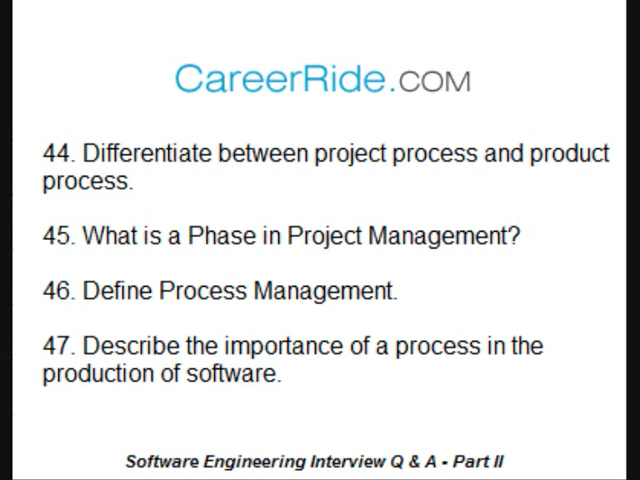 CareerRide.COM
44. Differentiate between project process and product
process.
45. What is a Phase in Project Management?
46. Define Process Management.
47. Describe the importance of a process in the
production of software.
Software Engineering Interview Q & A - Part II